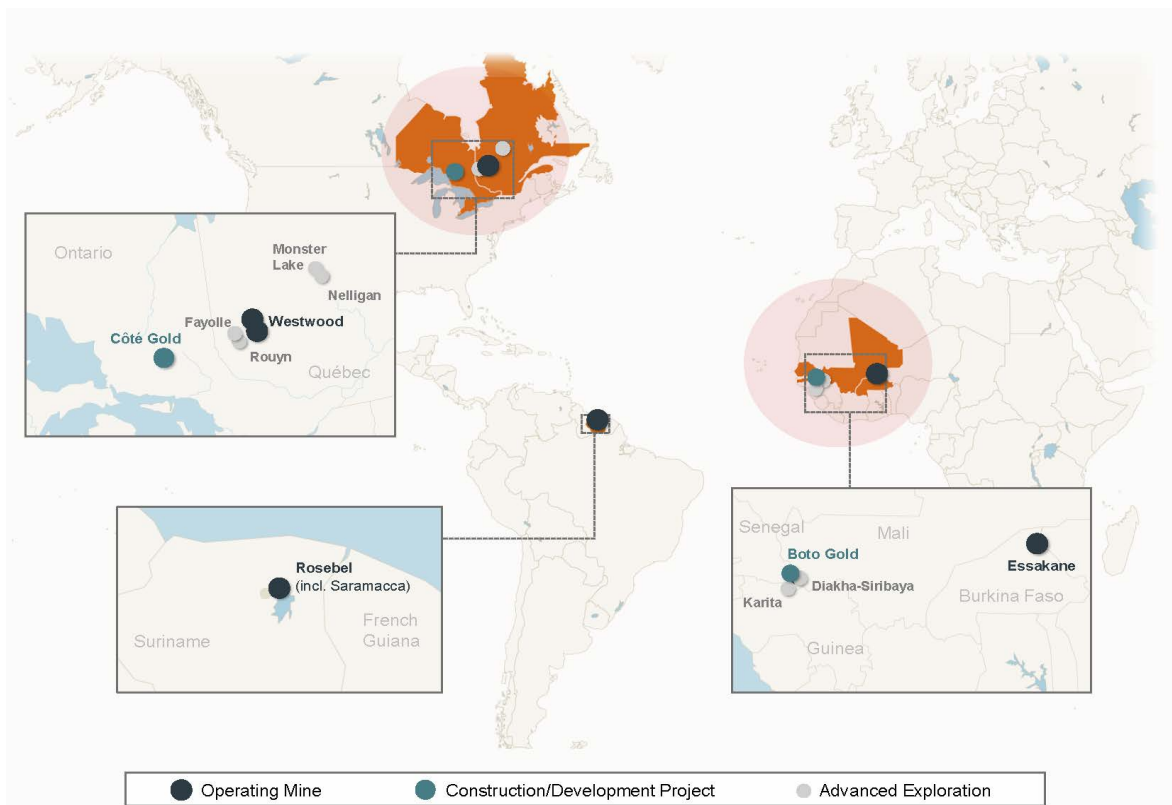 Ontario
Monster
Lake
Nelligan
Fayolle
Westwood
Côté Gold
Rouyn
Québec
Rosebel
(incl. Saramacca)
Suriname
French
Guiana
Senegal
Mali
Boto Gold
Essakane
Diakha-Siribaya
Karita
Burkina Faso
Guinea
Operating Mine
Construction/Development Project
Advanced Exploration